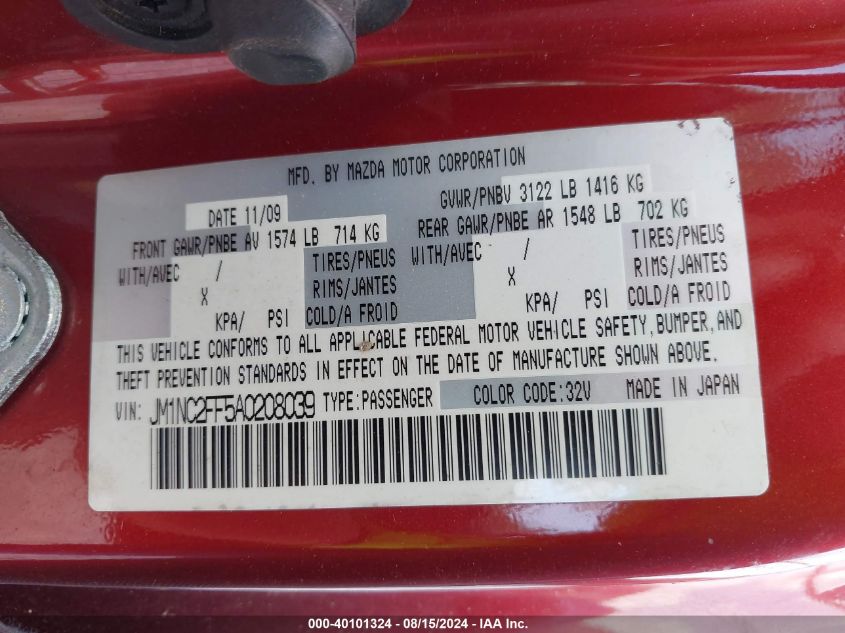 MFD. BY MAZDA MOTOR CORPORATION
DATE 11/09 GVWR/PNBV 3122 LB 1416 KG
FRONT GAWR/PNBE AV 1574 LB 714 KG REAR GAWR/PNBE AR 1548 LB 702 KG
WITH/AVEC / TIRES/PNEUS WITH/AVEC / TIRES/PNEUS
X RIMS/JANTES X RIMS/JANTES
KPA/ PSI COLD/A FROID KPA/ PSI COLD/A FROID
THIS VEHICLE CONFORMS TO ALL APPLICABLE FEDERAL MOTOR VEHICLE SAFETY, BUMPER, AND
THEFT PREVENTION STANDARDS IN EFFECT ON THE DATE OF MANUFACTURE SHOWN ABOVE.
VIN: JM1NC2FF5A0208039 TYPE:PASSENGER COLOR CODE:32V MADE IN JAPAN
000-40101324 - 08/15/2024 - IAA Inc.